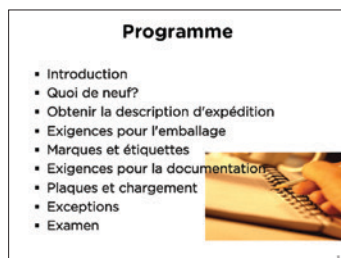 Programme
▪ Introduction
▪ Quoi de neuf?
▪ Obtenir la description d'expédition
▪ Exigences pour l'emballage
▪ Marques et étiquettes
▪ Exigences pour la documentation
▪ Plaques et chargement
▪ Exceptions
▪ Examen